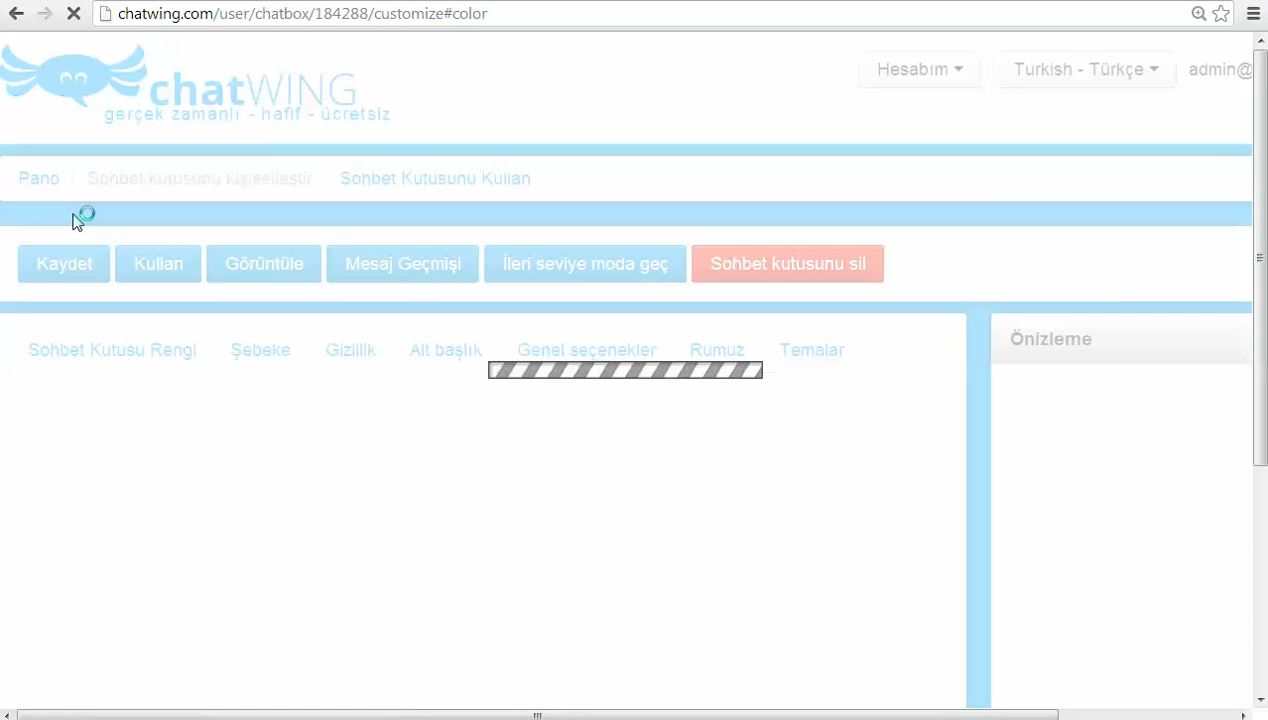 chatwing.com/user/chatbox/184288/customize#color
chatWING
gerçek zamanlı - hafif - ücretsiz
Hesabım
Turkish - Türkçe
admin@
Pano
Sohbet kutusunu kişiselleştir
Sohbet Kutusunu Kullan
Kaydet
Kullan
Görüntüle
Mesaj Geçmişi
İleri seviye moda geç
Sohbet kutusunu sil
Sohbet Kutusu Rengi
Şebeke
Gizlilik
Alt başlık
Genel seçenekler
Rumuz
Temalar
Önizleme